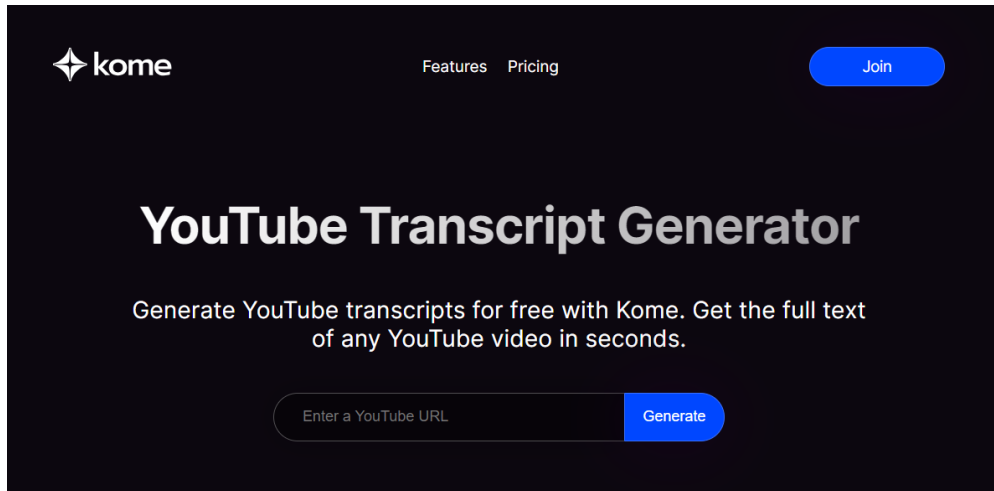 kome
Features Pricing
Join
YouTube Transcript Generator
Generate YouTube transcripts for free with Kome. Get the full text
of any YouTube video in seconds.
Enter a YouTube URL
Generate